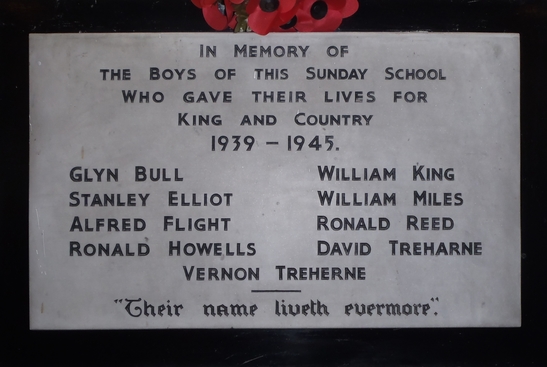 In Memory of
the Boys of this Sunday School
Who gave their lives for
King and Country
1939 – 1945.
Glyn Bull William King
Stanley Elliot William Miles
Alfred Flight Ronald Reed
Ronald Howells David Treharne
Vernon Treherne
"Their name liveth evermore".